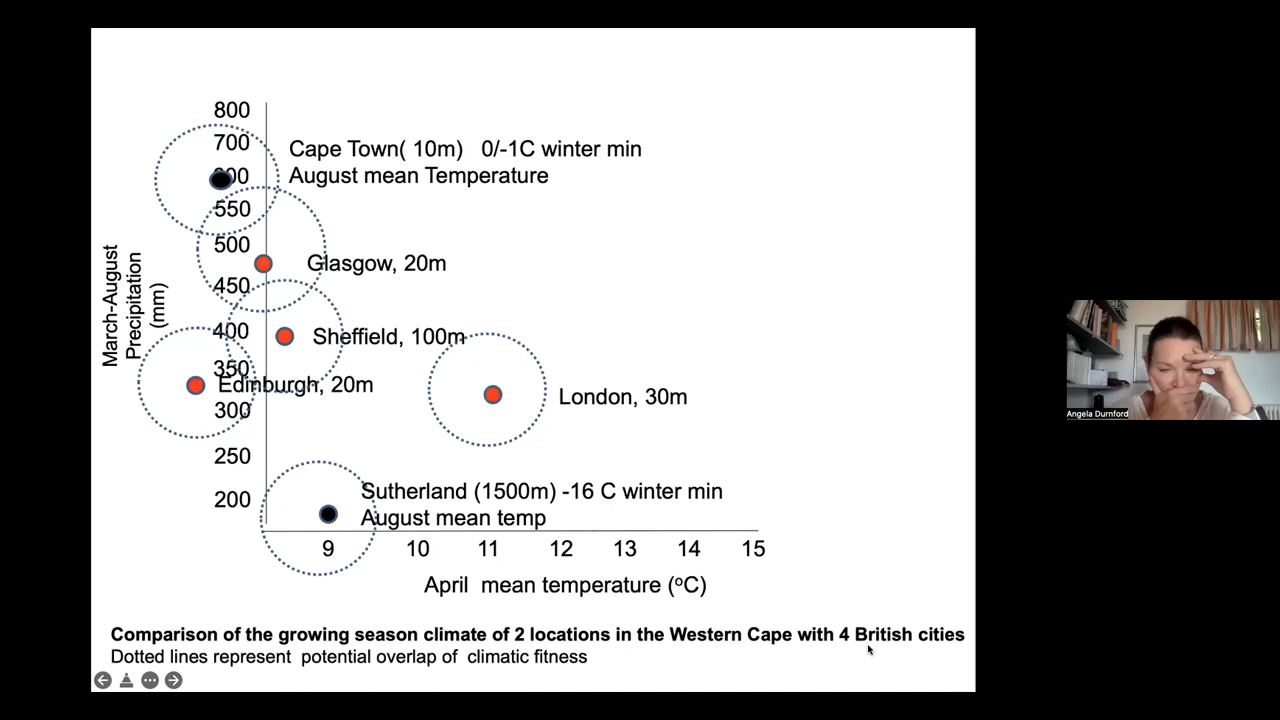 800
Cape Town( 10m) 0/-1C winter min
700
August mean Temperature
550
500
Glasgow, 20m
450
March-August
Precipitation
(mm)
400
Sheffield, 100m
350
Edinburgh, 20m
London, 30m
300
250
Sutherland (1500m) -16 C winter min
200
August mean temp
9 10 11 12 13 14 15
April mean temperature (oC)
Comparison of the growing season climate of 2 locations in the Western Cape with 4 British cities
Dotted lines represent potential overlap of climatic fitness
Angela Durnford